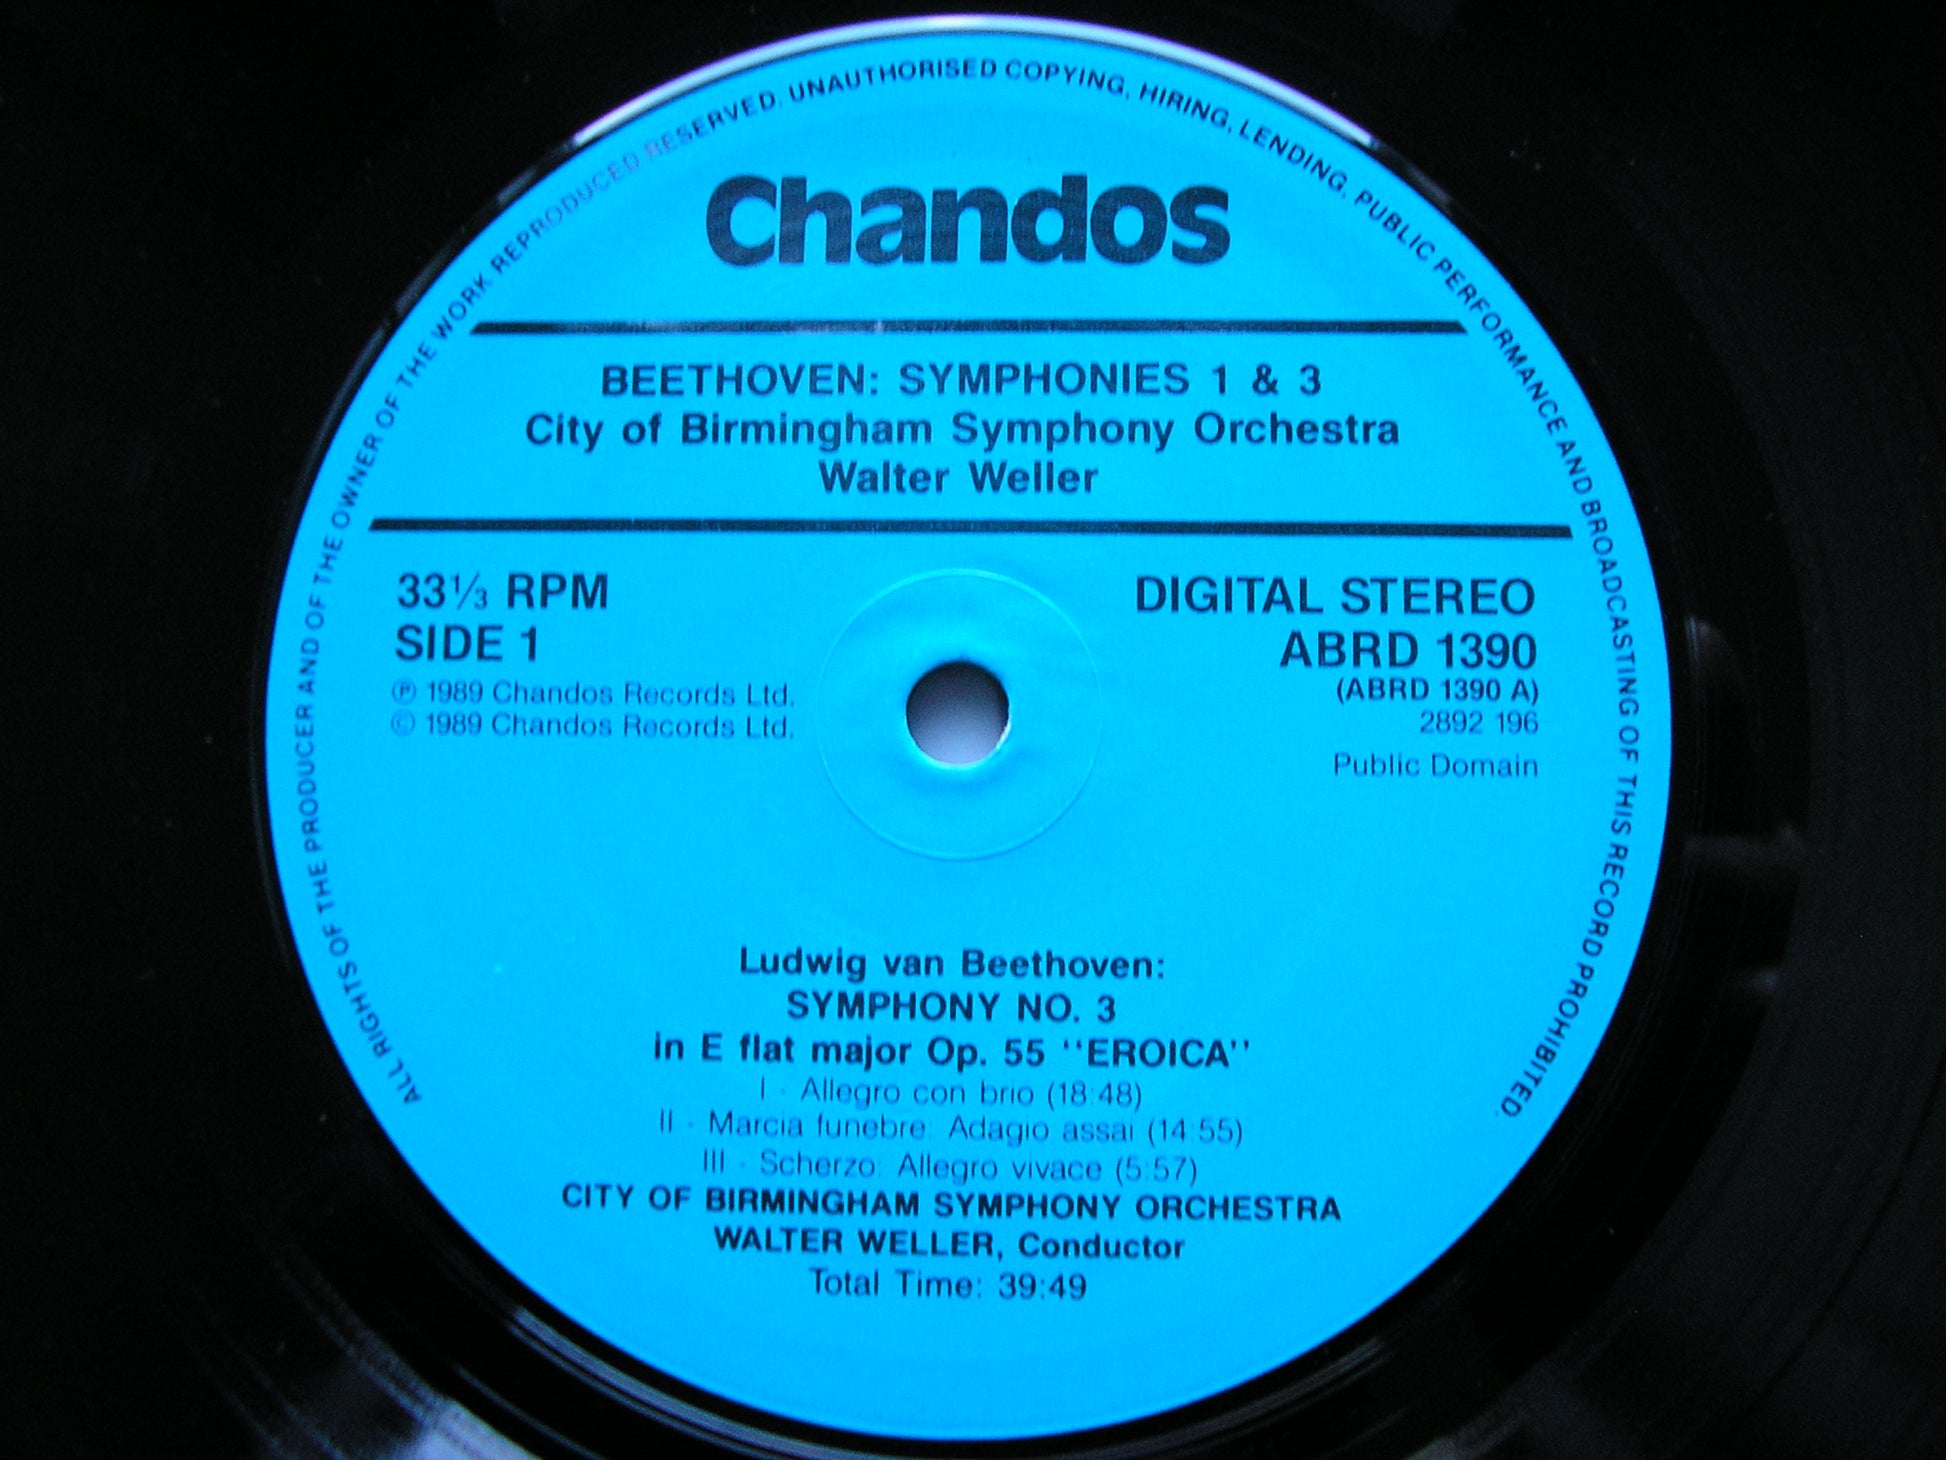 ALL RIGHTS OF THE PRODUCER AND OF THE OWNER OF THE WORK REPRODUCED RESERVED. UNAUTHORISED COPYING, HIRING, LENDING, PUBLIC PERFORMANCE AND BROADCASTING OF THIS RECORD PROHIBITED.
Chandos
BEETHOVEN: SYMPHONIES 1 & 3
City of Birmingham Symphony Orchestra
Walter Weller
33⅓ RPM
SIDE 1
℗ 1989 Chandos Records Ltd.
© 1989 Chandos Records Ltd.
DIGITAL STEREO
ABRD 1390
(ABRD 1390 A)
2892 196
Public Domain
Ludwig van Beethoven:
SYMPHONY NO. 3
in E flat major Op. 55 "EROICA"
I - Allegro con brio (18:48)
II - Marcia funebre: Adagio assai (14:55)
III - Scherzo: Allegro vivace (5:57)
CITY OF BIRMINGHAM SYMPHONY ORCHESTRA
WALTER WELLER, Conductor
Total Time: 39:49